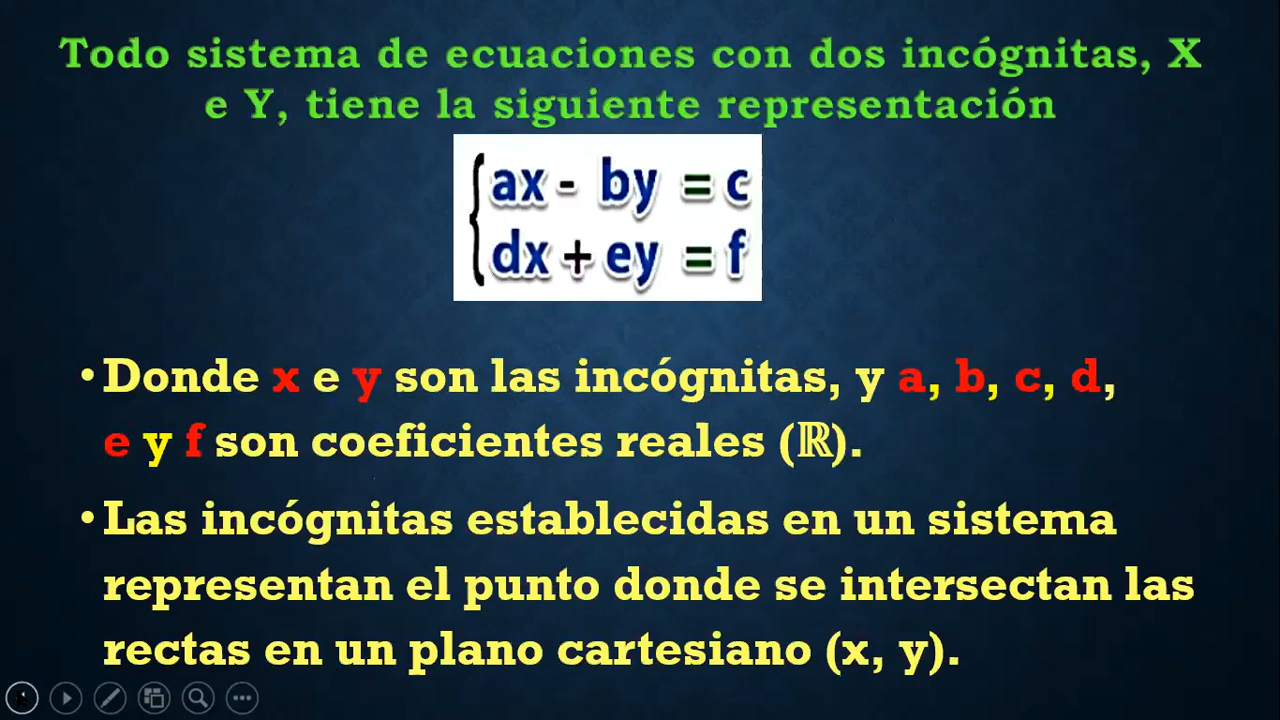 Todo sistema de ecuaciones con dos incógnitas, X
e Y, tiene la siguiente representación
ax - by = c
dx + ey = f
•Donde x e y son las incógnitas, y a, b, c, d,
e y f son coeficientes reales (ℝ).
•Las incógnitas establecidas en un sistema
representan el punto donde se intersectan las
rectas en un plano cartesiano (x, y).